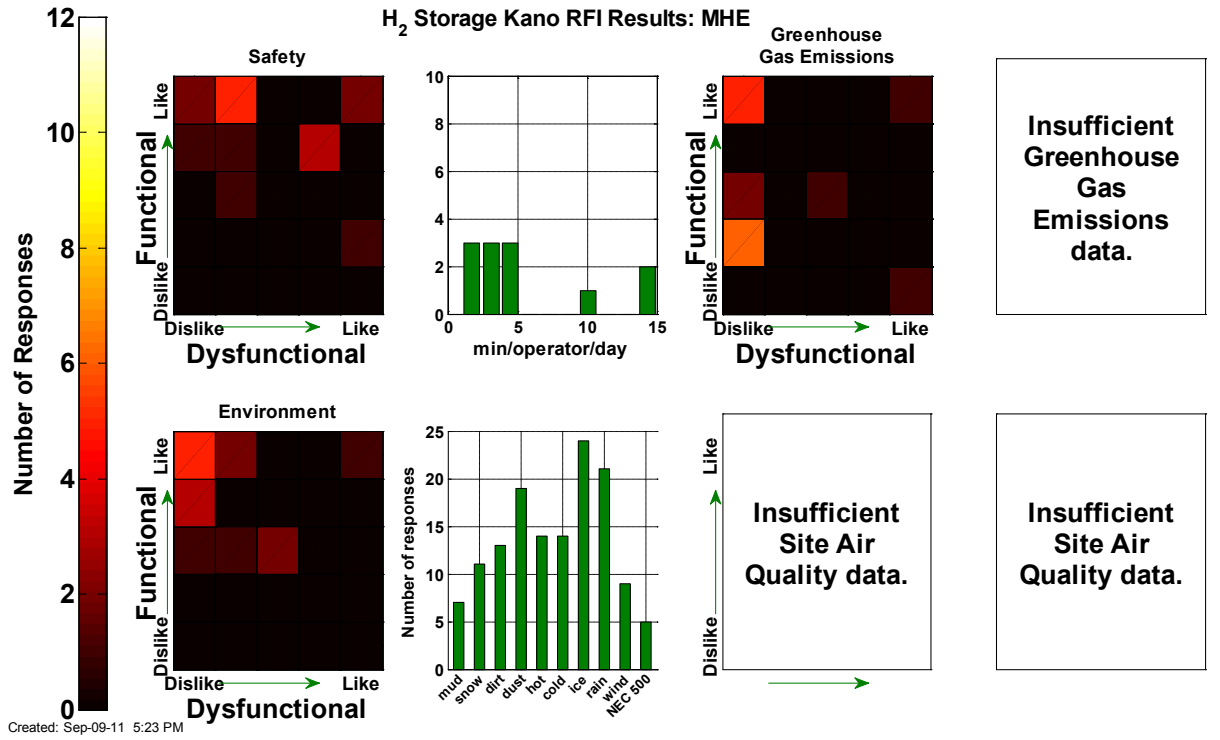 H2 Storage Kano RFI Results: MHE
12
10
8
6
4
2
0
Number of Responses
Safety
Like
Functional
Dislike
Dislike
Like
Dysfunctional
10
8
6
4
2
0
0
5
10
15
min/operator/day
Greenhouse
Gas Emissions
Like
Functional
Dislike
Dislike
Like
Dysfunctional
Insufficient
Greenhouse
Gas
Emissions
data.
Environment
Like
Functional
Dislike
Dislike
Like
Dysfunctional
Number of responses
25
20
15
10
5
0
mud
snow
dirt
dust
hot
cold
ice
rain
wind
NEC 500
Like
Dislike
Insufficient
Site Air
Quality data.
Insufficient
Site Air
Quality data.
Created: Sep-09-11 5:23 PM